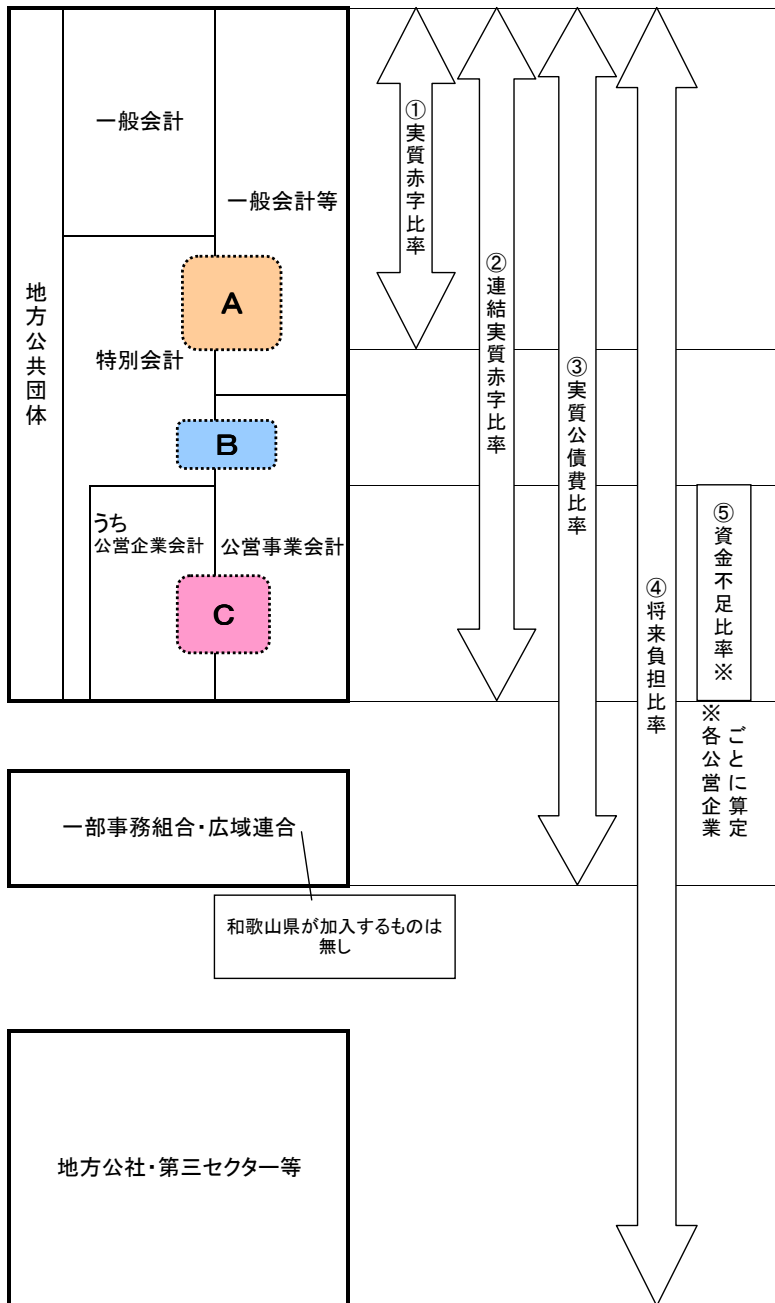 地方公共団体
一般会計
一般会計等
A
特別会計
B
うち
公営企業会計
公営事業会計
C
①実質赤字比率
②連結実質赤字比率
③実質公債費比率
④将来負担比率
⑤資金不足比率※
※各公営企業
ごとに算定
一部事務組合・広域連合
和歌山県が加入するものは
無し
地方公社・第三セクター等